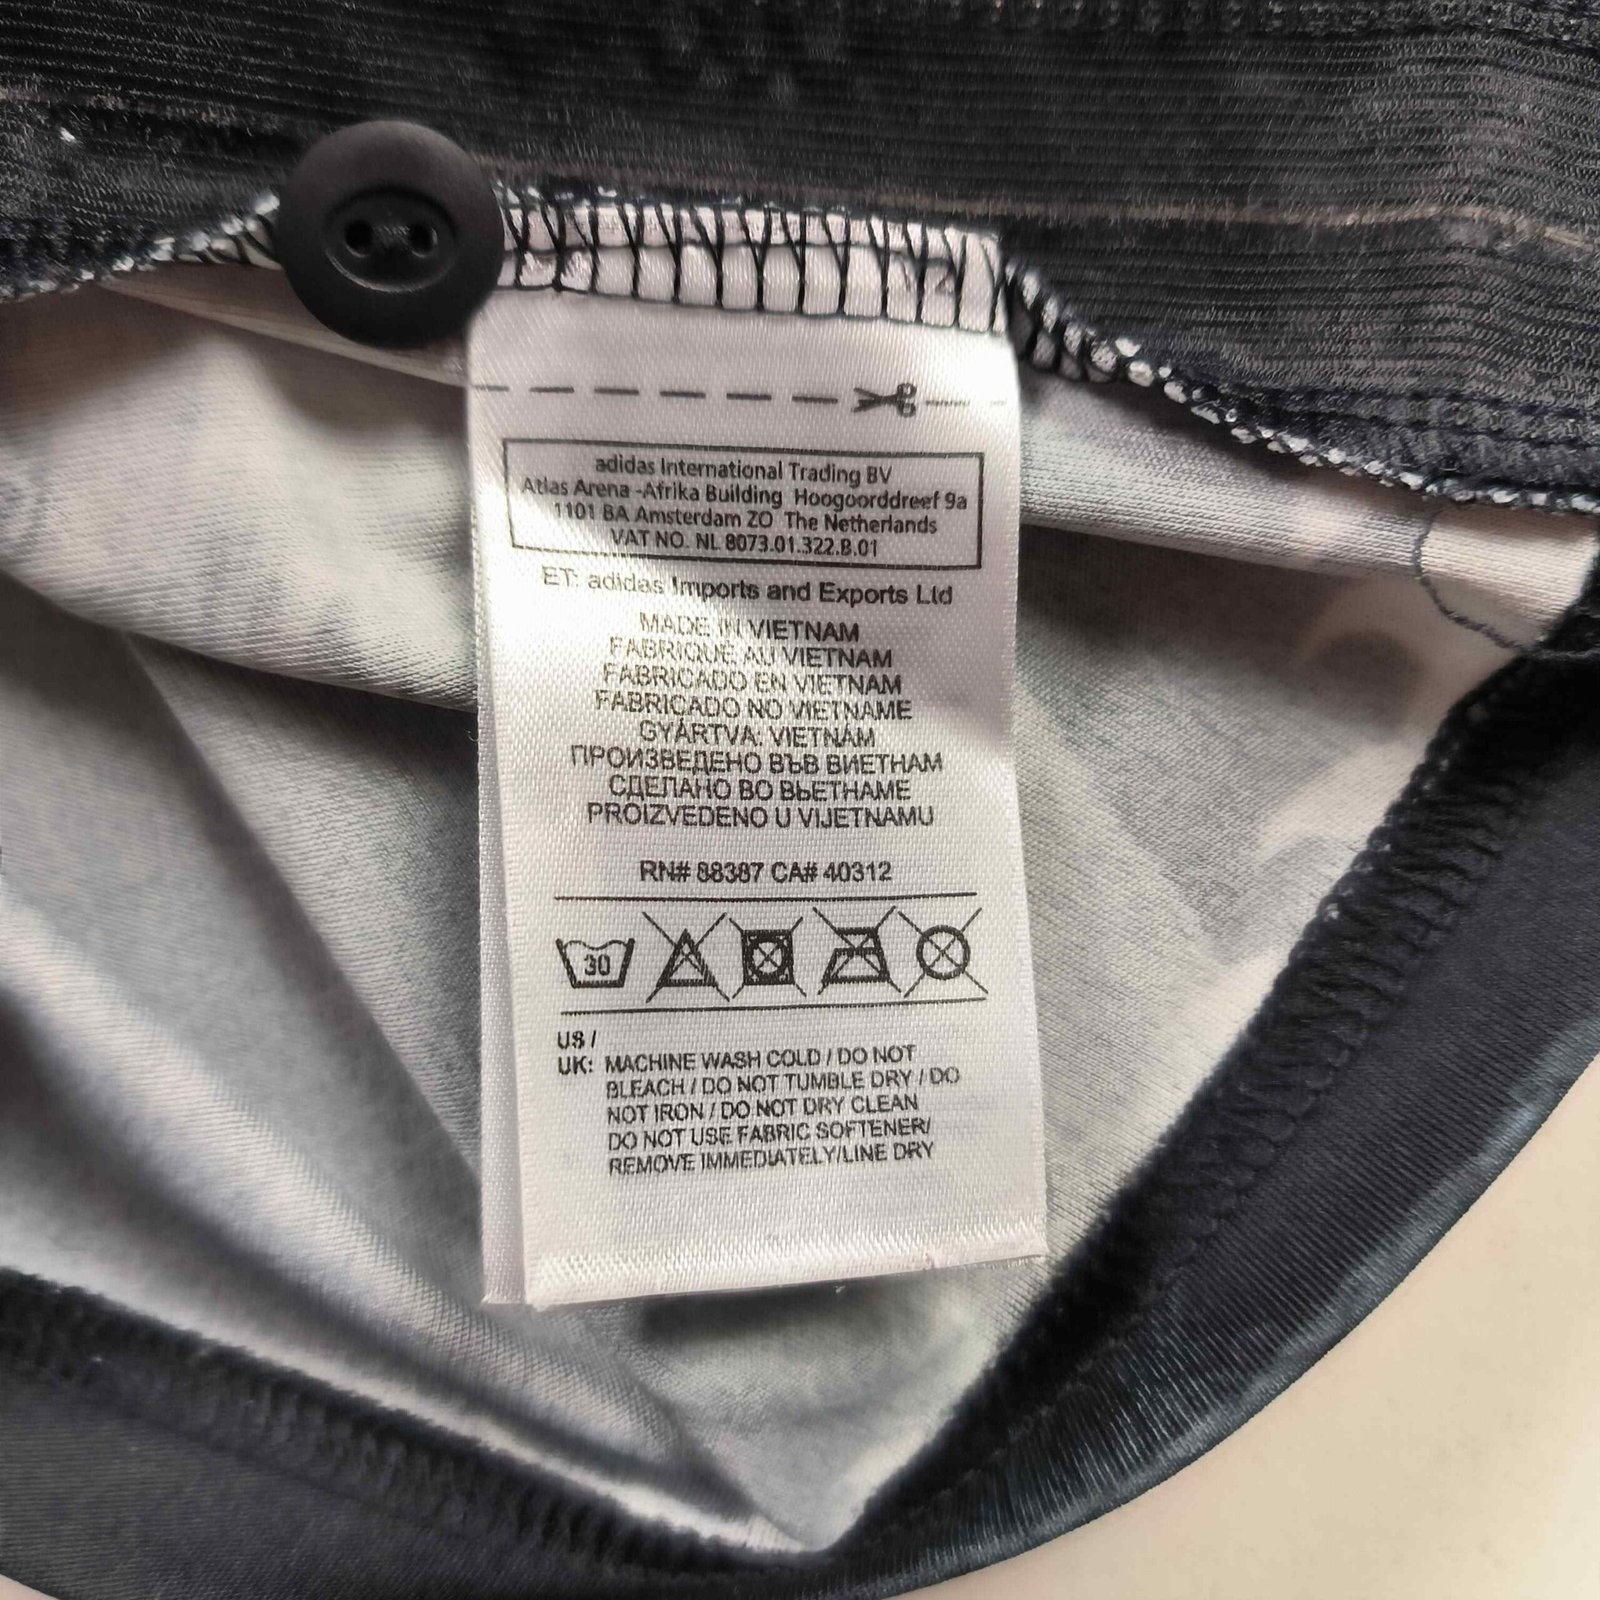 adidas International Trading BV
Atlas Arena -Afrika Building Hoogoorddreef 9a
1101 BA Amsterdam ZO The Netherlands
VAT NO. NL 8073.01.322.B.01
ET: adidas Imports and Exports Ltd
MADE IN VIETNAM
FABRIQUE AU VIETNAM
FABRICADO EN VIETNAM
FABRICADO NO VIETNAME
GYÁRTVA: VIETNÁM
ПРОИЗВЕДЕНО ВЪВ ВИЕТНАМ
СДЕЛАНО ВО ВЬЕТНАМЕ
PROIZVEDENO U VIJETNAMU
RN# 88387 CA# 40312
30
US /
UK: MACHINE WASH COLD / DO NOT
BLEACH / DO NOT TUMBLE DRY / DO
NOT IRON / DO NOT DRY CLEAN
DO NOT USE FABRIC SOFTENER/
REMOVE IMMEDIATELY/LINE DRY